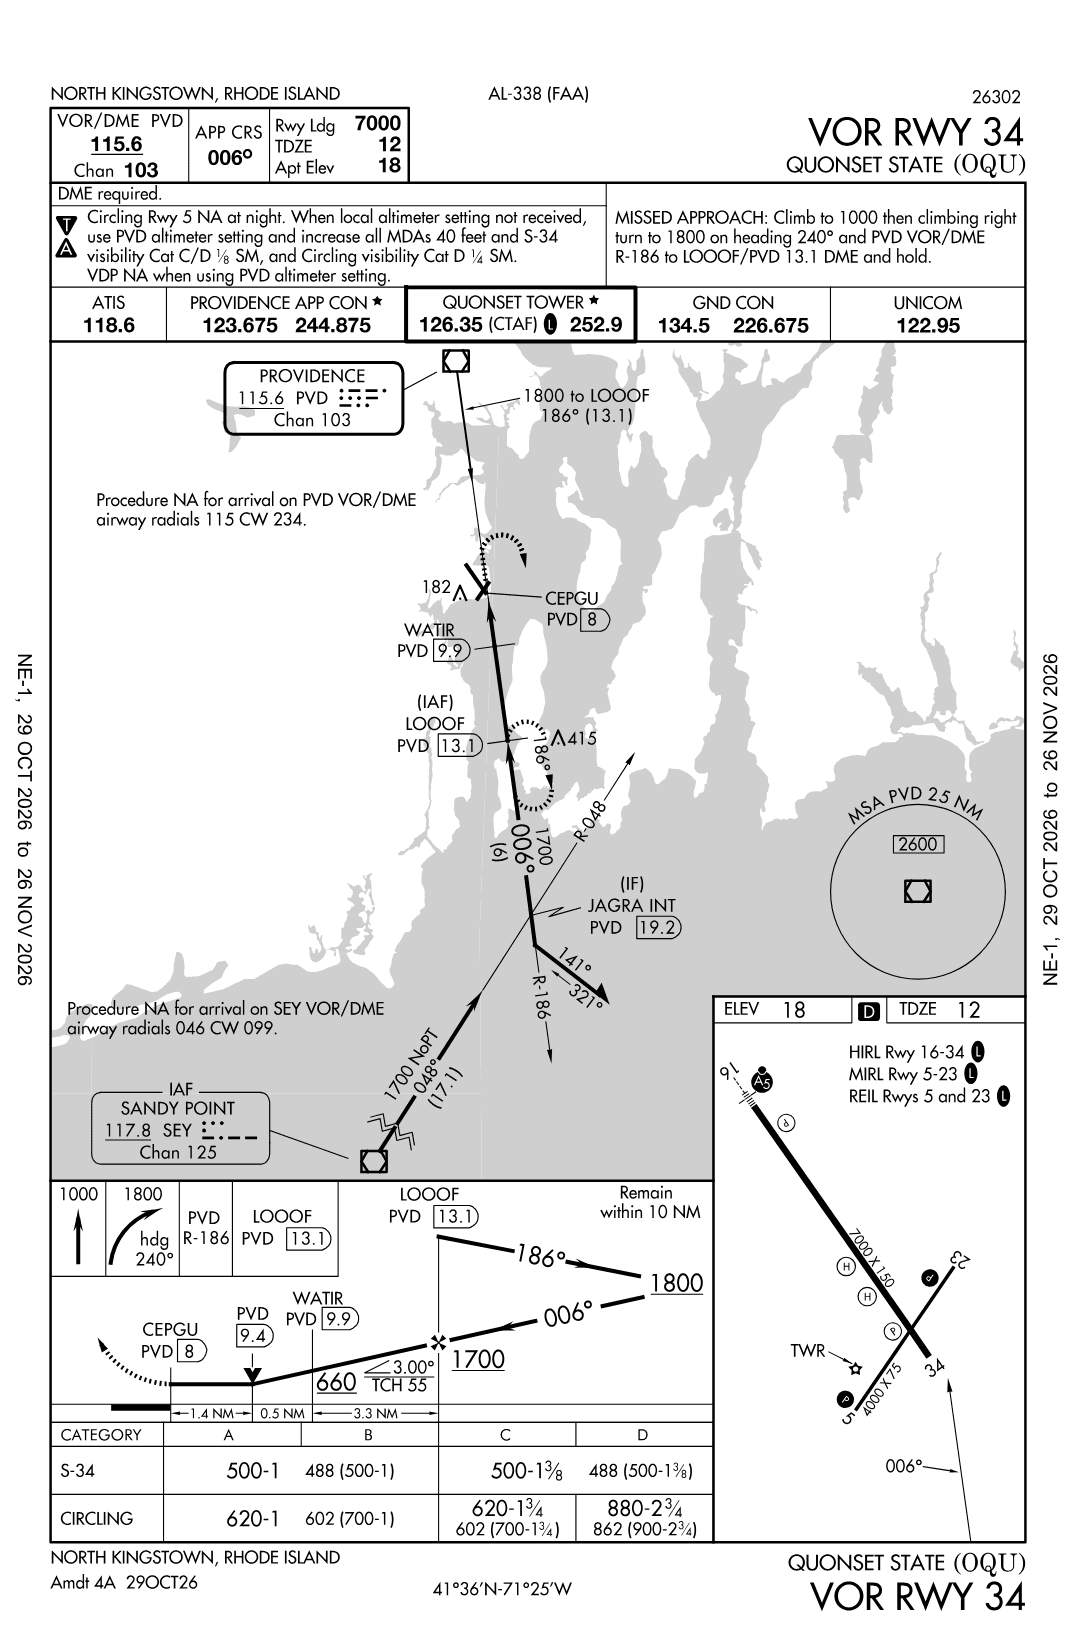 NORTH KINGSTOWN, RHODE ISLAND
AL-338 (FAA)
26302
VOR/DME PVD
115.6
Chan 103
APP CRS
006°
Rwy Ldg 7000
TDZE 12
Apt Elev 18
VOR RWY 34
QUONSET STATE (OQU)
DME required.
T
A
Circling Rwy 5 NA at night. When local altimeter setting not received,
use PVD altimeter setting and increase all MDAs 40 feet and S-34
visibility Cat C/D ⅛ SM, and Circling visibility Cat D ¼ SM.
VDP NA when using PVD altimeter setting.
MISSED APPROACH: Climb to 1000 then climbing right
turn to 1800 on heading 240° and PVD VOR/DME
R-186 to LOOOF/PVD 13.1 DME and hold.
ATIS
118.6
PROVIDENCE APP CON ★
123.675 244.875
QUONSET TOWER ★
126.35 (CTAF) L 252.9
GND CON
134.5 226.675
UNICOM
122.95
PROVIDENCE
115.6 PVD
Chan 103
1800 to LOOOF
186° (13.1)
Procedure NA for arrival on PVD VOR/DME
airway radials 115 CW 234.
182
CEPGU
PVD 8
WATIR
PVD 9.9
(IAF)
LOOOF
PVD 13.1
186°
415
1700
006°
(6)
R-048
(IF)
JAGRA INT
PVD 19.2
141°
321°
R-186
MSA PVD 25 NM
2600
Procedure NA for arrival on SEY VOR/DME
airway radials 046 CW 099.
1700 NoPT
048°
(17.1)
IAF
SANDY POINT
117.8 SEY
Chan 125
ELEV 18
D
TDZE 12
HIRL Rwy 16-34 L
MIRL Rwy 5-23 L
REIL Rwys 5 and 23 L
16
A5
P
7000 X 150
H
H
P
P
23
TWR
P
5
4000 X 75
34
006°
1000
1800
hdg
240°
PVD
R-186
LOOOF
PVD 13.1
LOOOF
PVD 13.1
Remain
within 10 NM
186°
1800
006°
WATIR
PVD 9.9
PVD
9.4
CEPGU
PVD 8
1700
660
3.00°
TCH 55
1.4 NM
0.5 NM
3.3 NM
CATEGORY A B C D
S-34 500-1 488 (500-1) 500-1⅜ 488 (500-1⅜)
CIRCLING 620-1 602 (700-1) 620-1¾ 602 (700-1¾) 880-2¾ 862 (900-2¾)
NORTH KINGSTOWN, RHODE ISLAND
Amdt 4A 29OCT26
41°36'N-71°25'W
QUONSET STATE (OQU)
VOR RWY 34
NE-1, 29 OCT 2026 to 26 NOV 2026
NE-1, 29 OCT 2026 to 26 NOV 2026